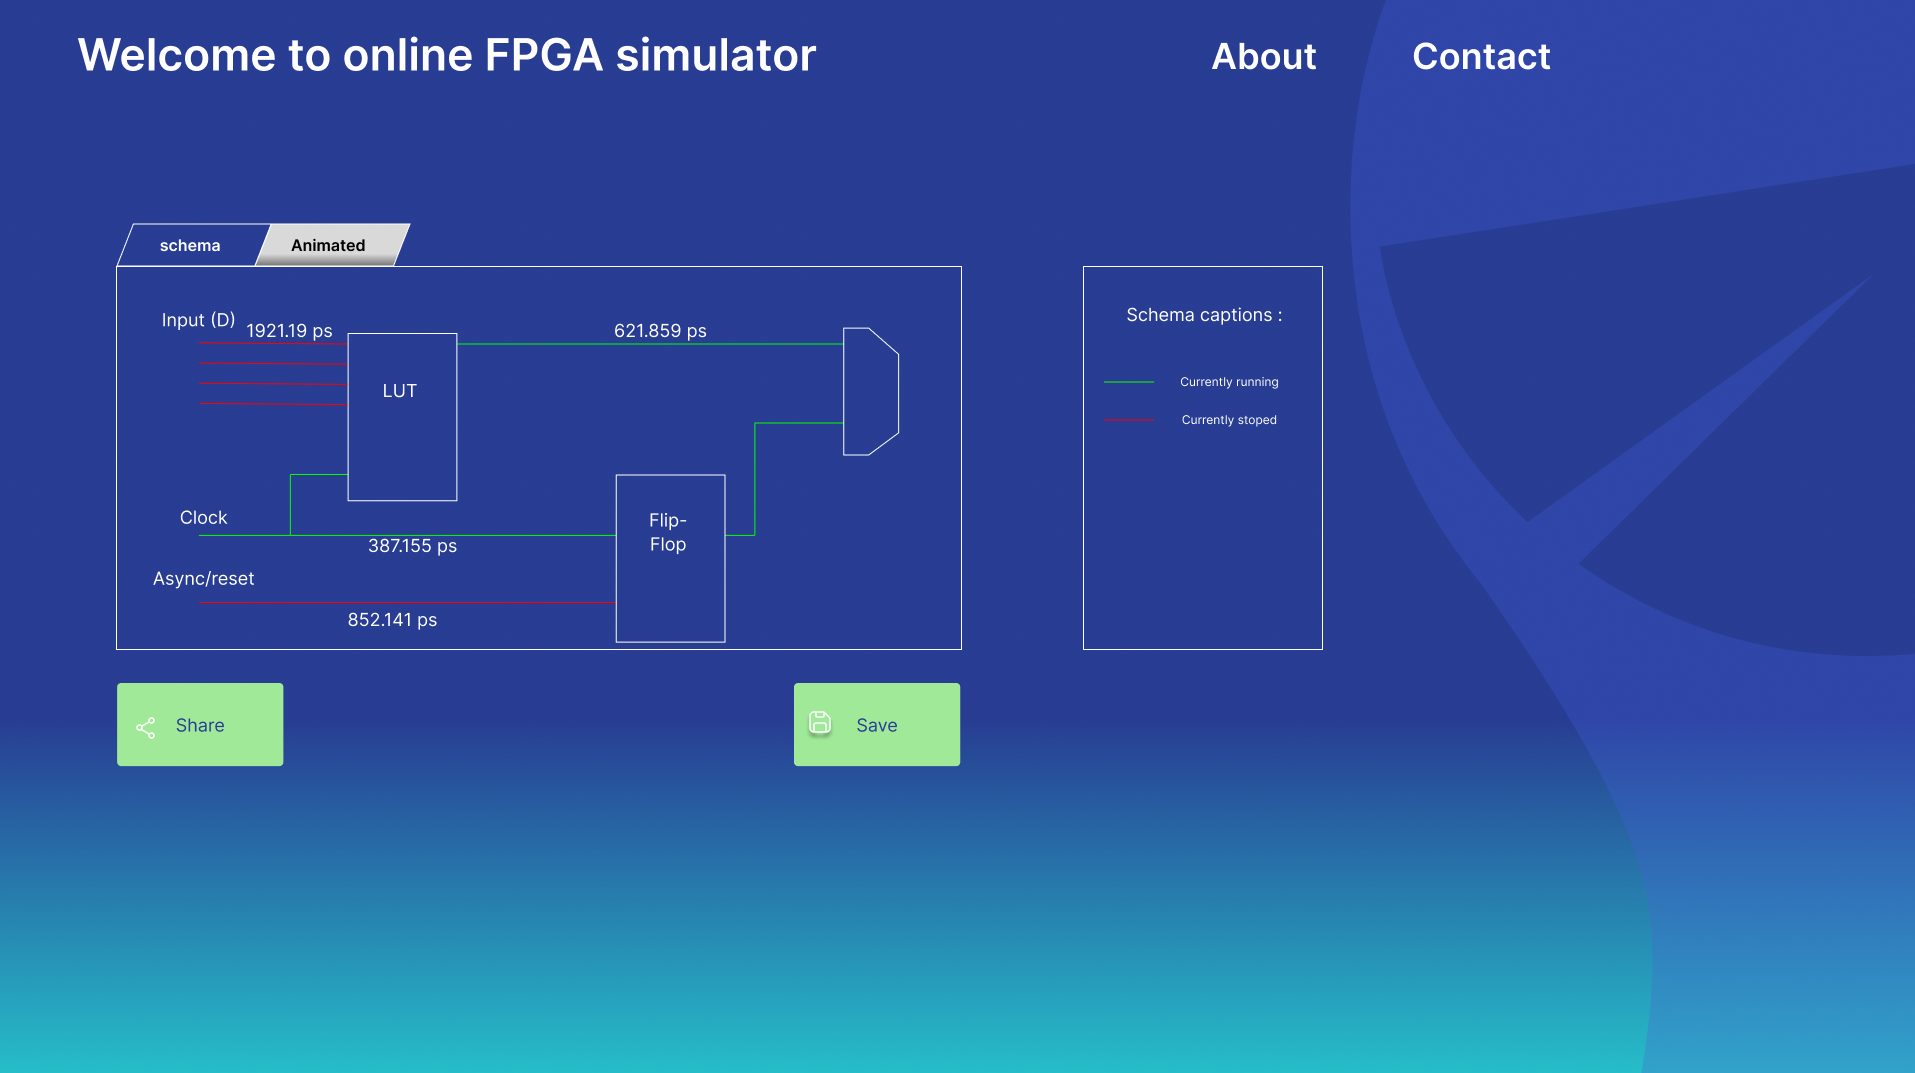 Welcome to online FPGA simulator
About
Contact
schema
Animated
Input (D)
1921.19 ps
621.859 ps
LUT
Clock
387.155 ps
Flip-
Flop
Async/reset
852.141 ps
Schema captions :
Currently running
Currently stoped
Share
Save